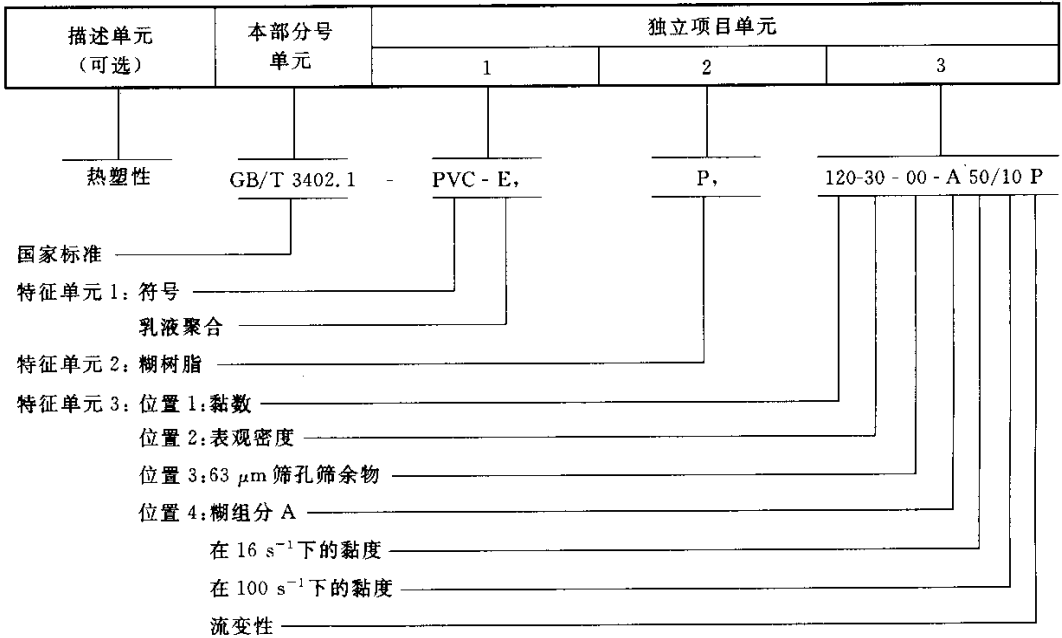 描述单元
（可选）
本部分号
单元
独立项目单元
1
2
3
热塑性
GB/T 3402.1
-
PVC - E,
P,
120-30 - 00 - A 50/10 P
国家标准
特征单元 1: 符号
乳液聚合
特征单元 2: 糊树脂
特征单元 3: 位置 1:黏数
位置 2:表观密度
位置 3:63 μm 筛孔筛余物
位置 4:糊组分 A
在 16 s⁻¹下的黏度
在 100 s⁻¹下的黏度
流变性